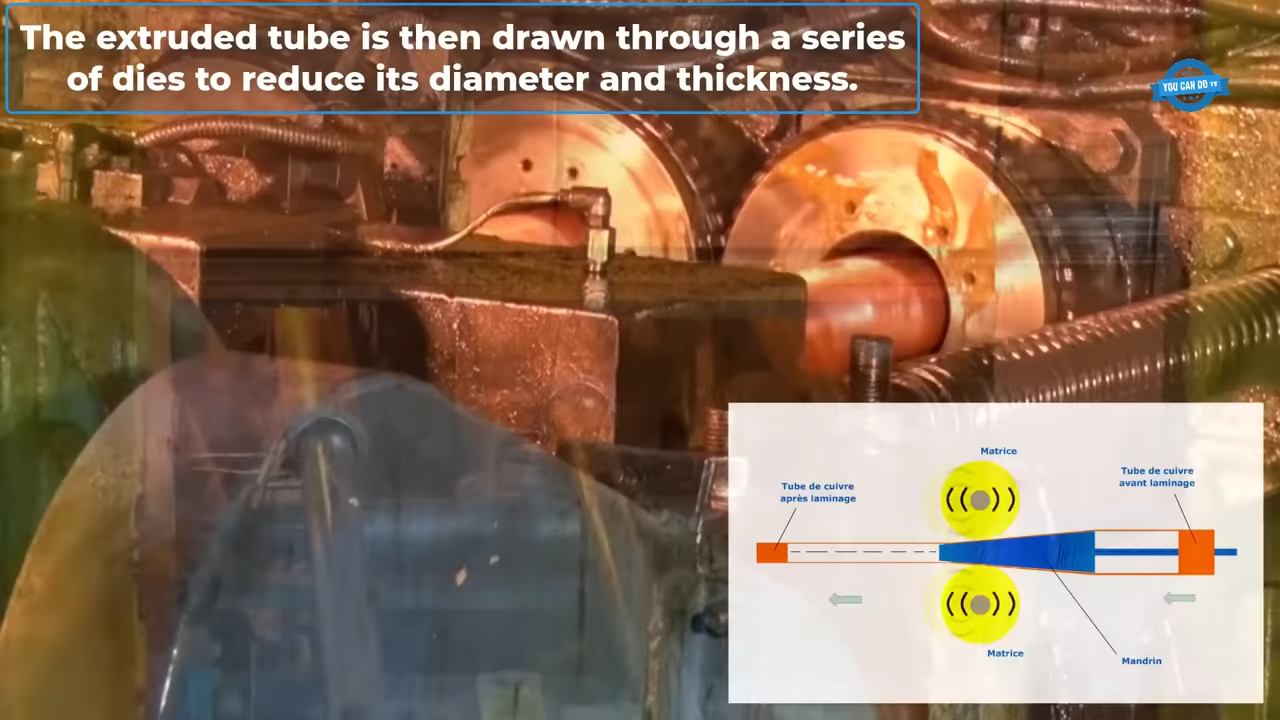 The extruded tube is then drawn through a series
of dies to reduce its diameter and thickness.
YOU CAN DO TV
Matrice
Tube de cuivre
avant laminage
Tube de cuivre
après laminage
Matrice
Mandrin